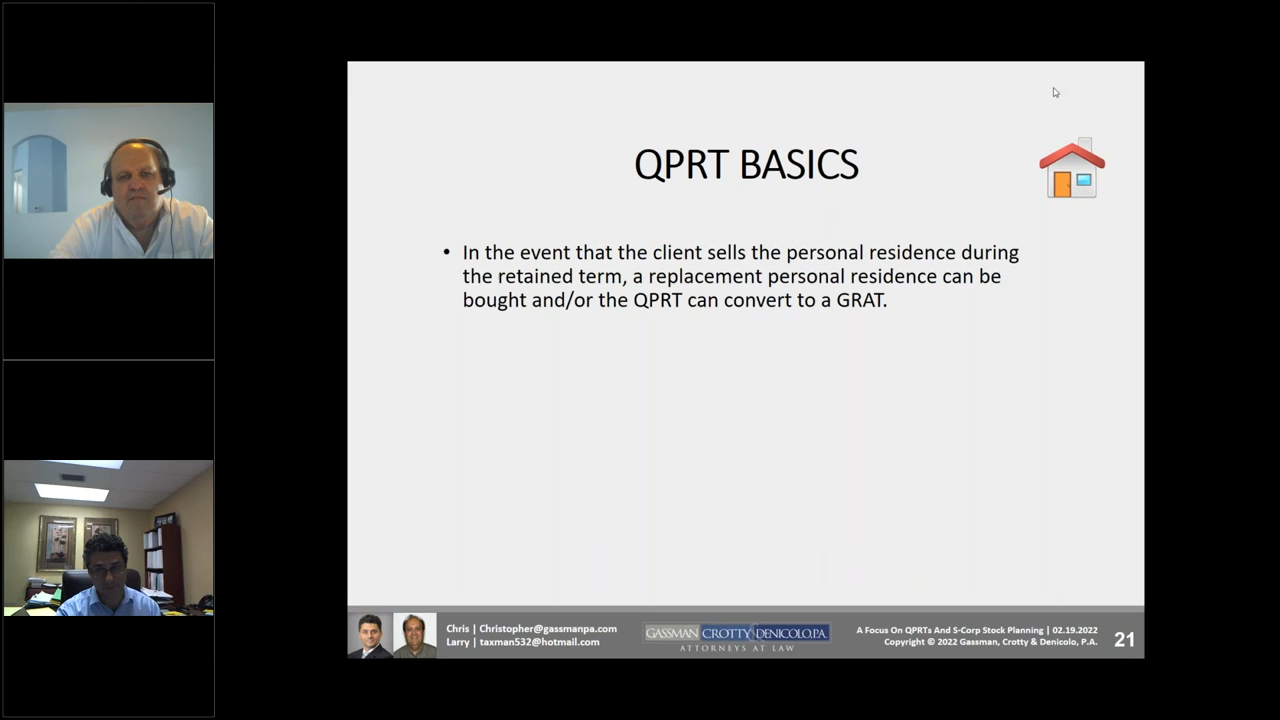 QPRT BASICS
• In the event that the client sells the personal residence during
the retained term, a replacement personal residence can be
bought and/or the QPRT can convert to a GRAT.
Chris | Christopher@gassmanpa.com
Larry | taxman532@hotmail.com
GASSMAN CROTTY DENICOLO, P.A.
ATTORNEYS AT LAW
A Focus On QPRTs And S-Corp Stock Planning | 02.19.2022
Copyright © 2022 Gassman, Crotty & Denicolo, P.A.
21